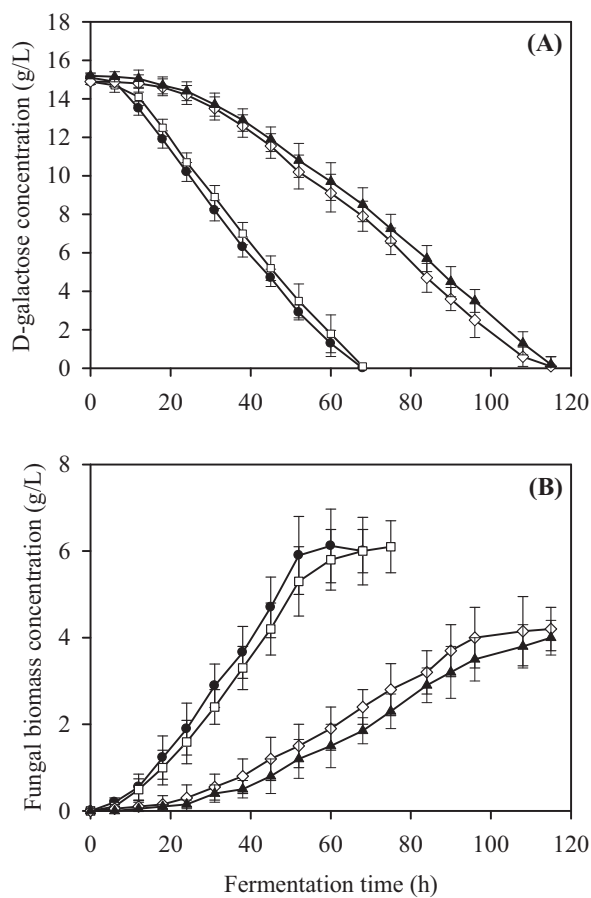 (A)
D-galactose concentration (g/L)
18
16
14
12
10
8
6
4
2
0
0 20 40 60 80 100 120
(B)
Fungal biomass concentration (g/L)
8
6
4
2
0
0 20 40 60 80 100 120
Fermentation time (h)